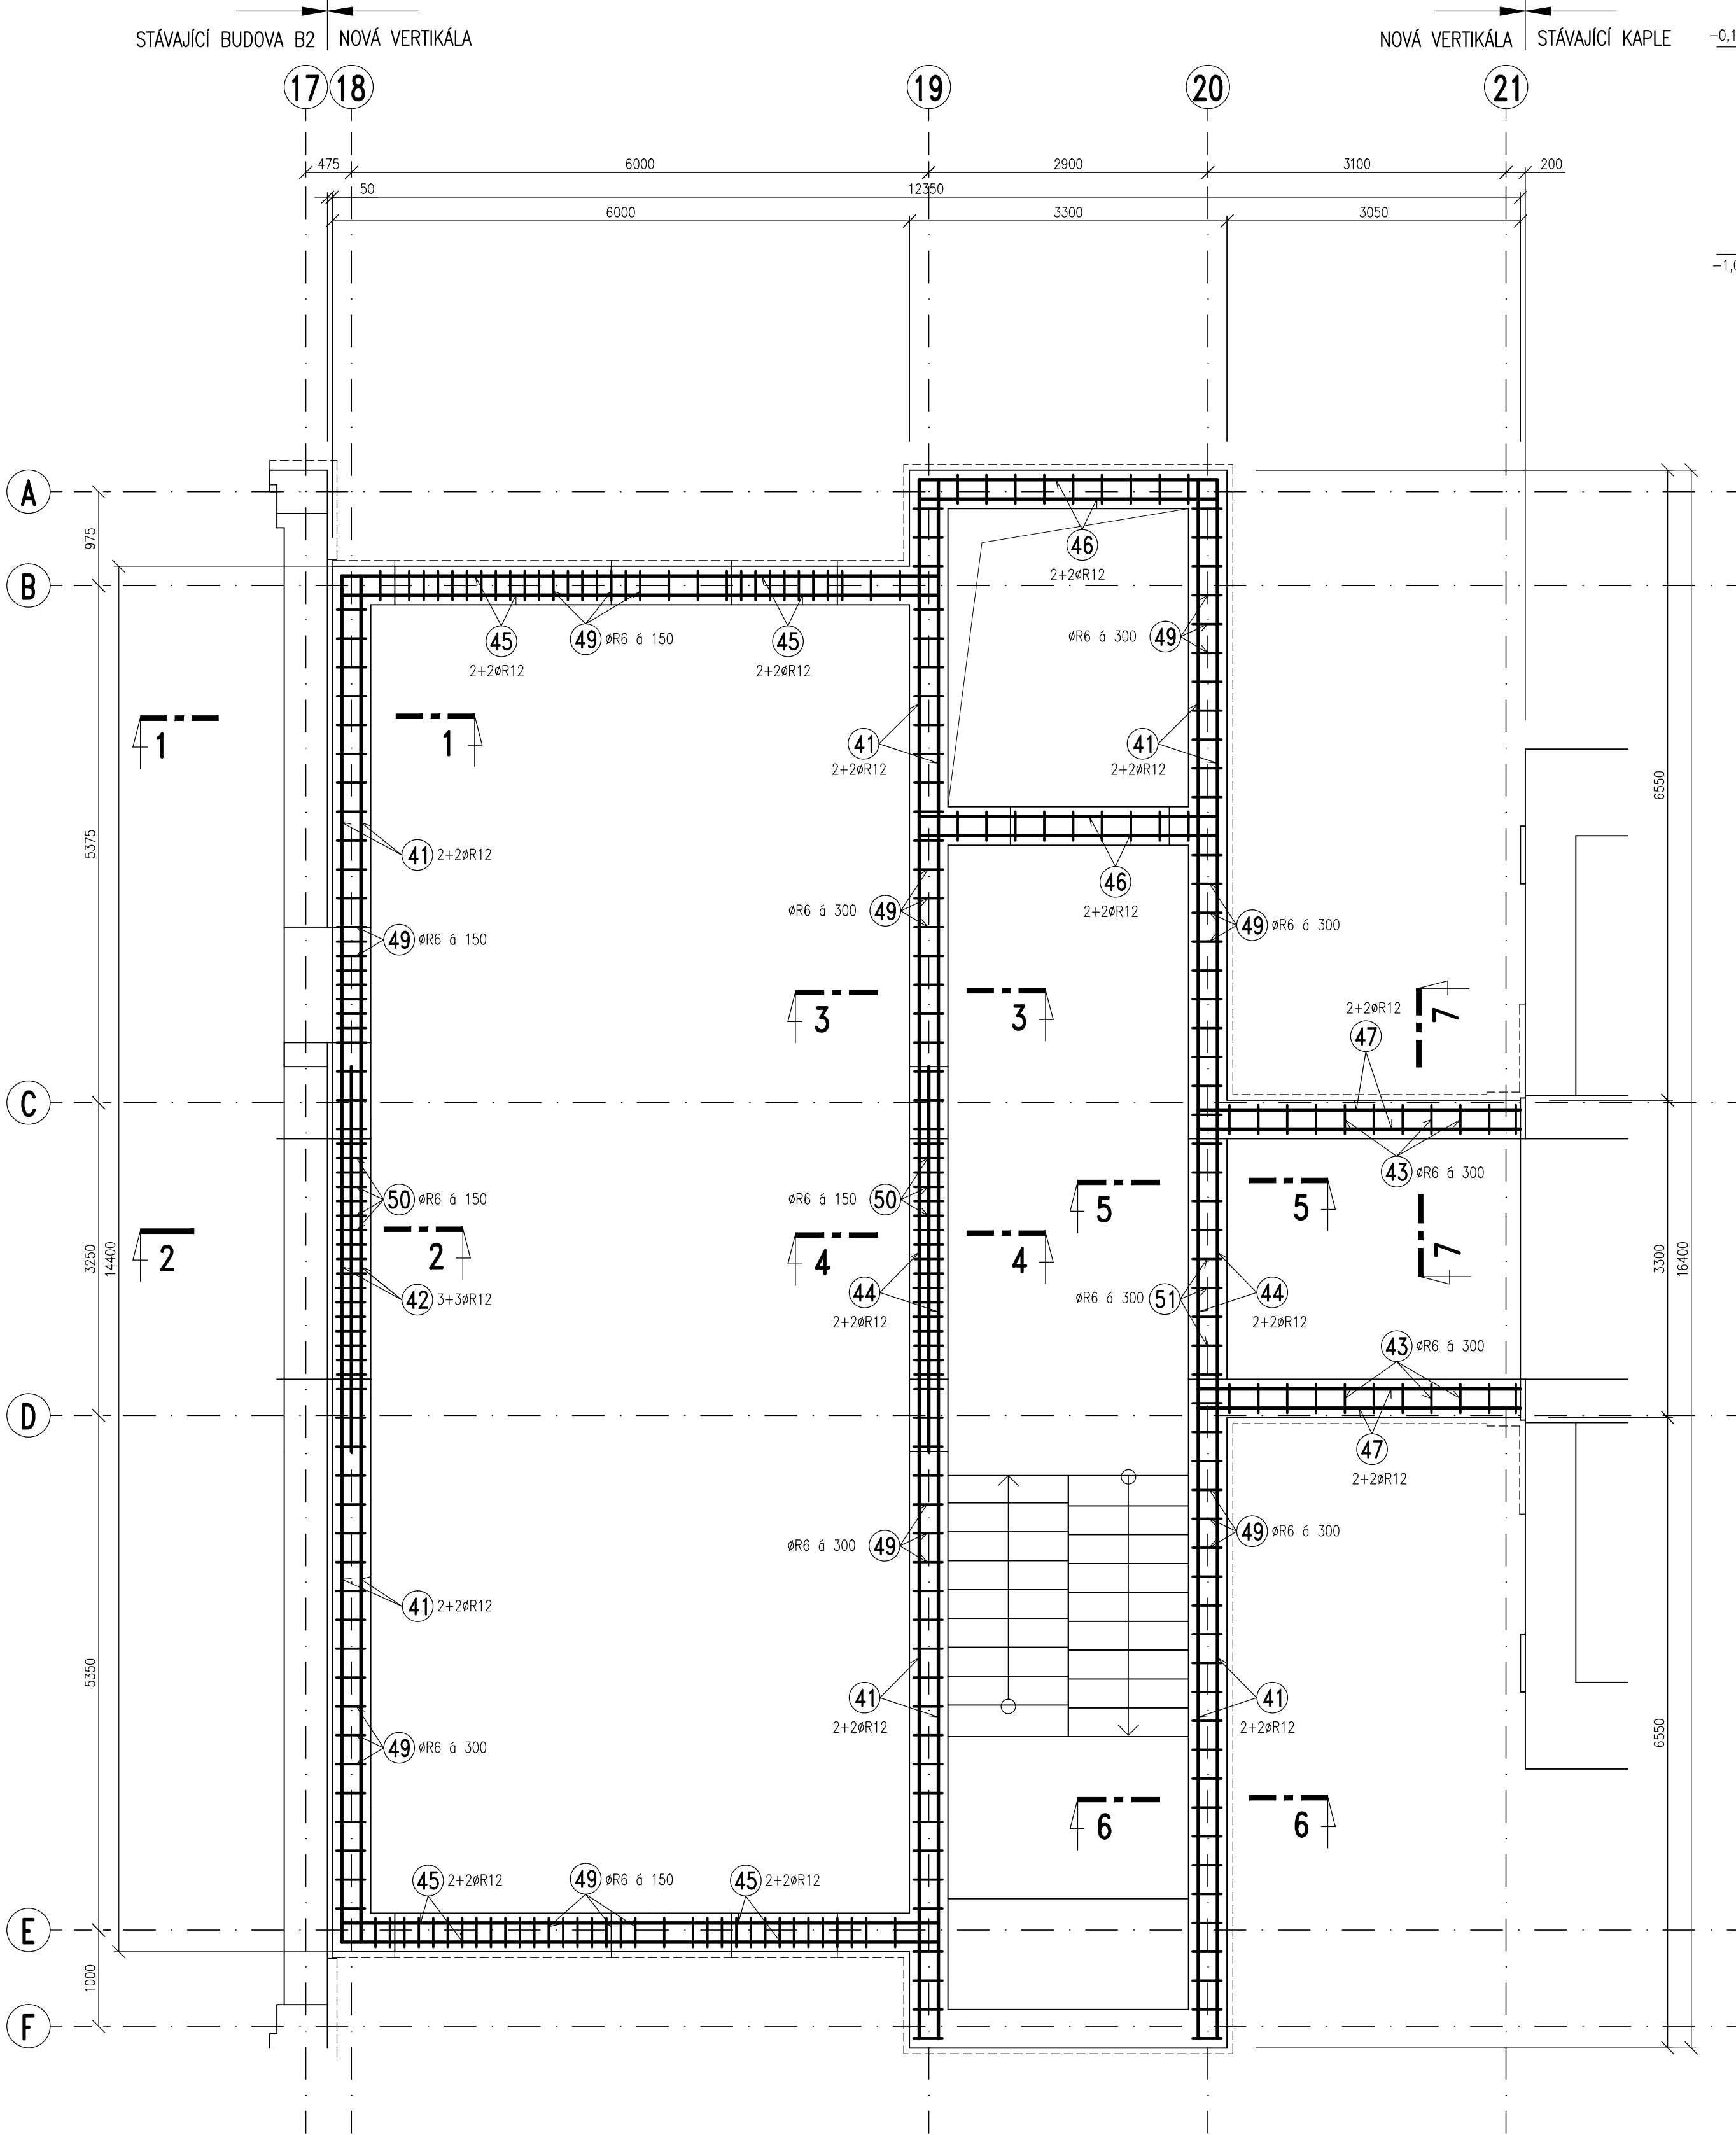 STÁVAJÍCÍ BUDOVA B2 NOVÁ VERTIKÁLA
NOVÁ VERTIKÁLA STÁVAJÍCÍ KAPLE
17 18 19 20 21
475 6000 2900 3100 200
50 12350
6000 3300 3050
A
975
46
2+2øR12
B
45 49 øR6 á 150 45
2+2øR12 2+2øR12
øR6 á 300 49
1 1
41 41
2+2øR12 2+2øR12
6550
5375
41 2+2øR12
46
2+2øR12
øR6 á 300 49
49 øR6 á 300
49 øR6 á 150
3 3
2+2øR12
47
7
C
43 øR6 á 300
50 øR6 á 150
øR6 á 150 50
5 5
2 2
4 4
7
3250
14400
3300
16400
42 3+3øR12
44
2+2øR12
øR6 á 300 51
44
2+2øR12
43 øR6 á 300
D
47
2+2øR12
øR6 á 300 49
49 øR6 á 300
41 2+2øR12
5350
41
2+2øR12
41
2+2øR12
6550
49 øR6 á 300
6 6
45 2+2øR12 49 øR6 á 150 45 2+2øR12
E
1000
F